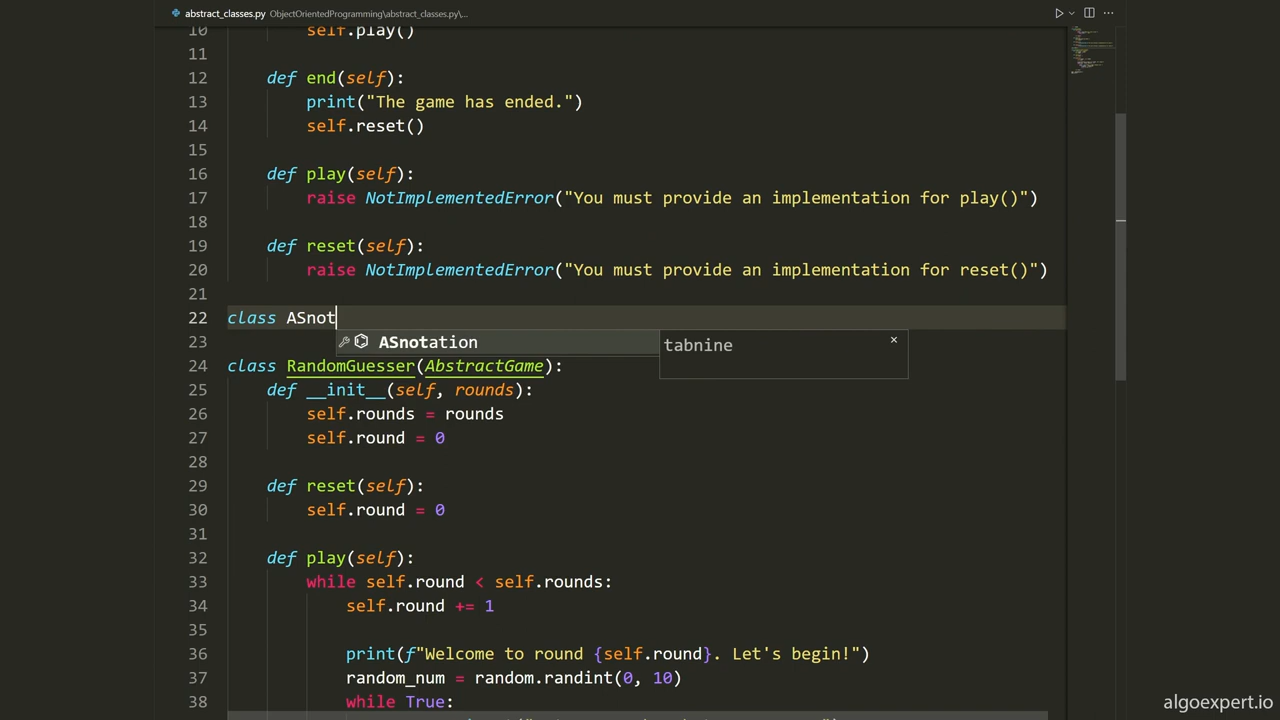 abstract_classes.py ObjectOrientedProgramming\abstract_classes.py\...
10 self.play()
11
12 def end(self):
13 print("The game has ended.")
14 self.reset()
15
16 def play(self):
17 raise NotImplementedError("You must provide an implementation for play()")
18
19 def reset(self):
20 raise NotImplementedError("You must provide an implementation for reset()")
21
22 class ASnot
ASnotation tabnine
23
24 class RandomGuesser(AbstractGame):
25 def __init__(self, rounds):
26 self.rounds = rounds
27 self.round = 0
28
29 def reset(self):
30 self.round = 0
31
32 def play(self):
33 while self.round < self.rounds:
34 self.round += 1
35
36 print(f"Welcome to round {self.round}. Let's begin!")
37 random_num = random.randint(0, 10)
38 while True:
algoexpert.io